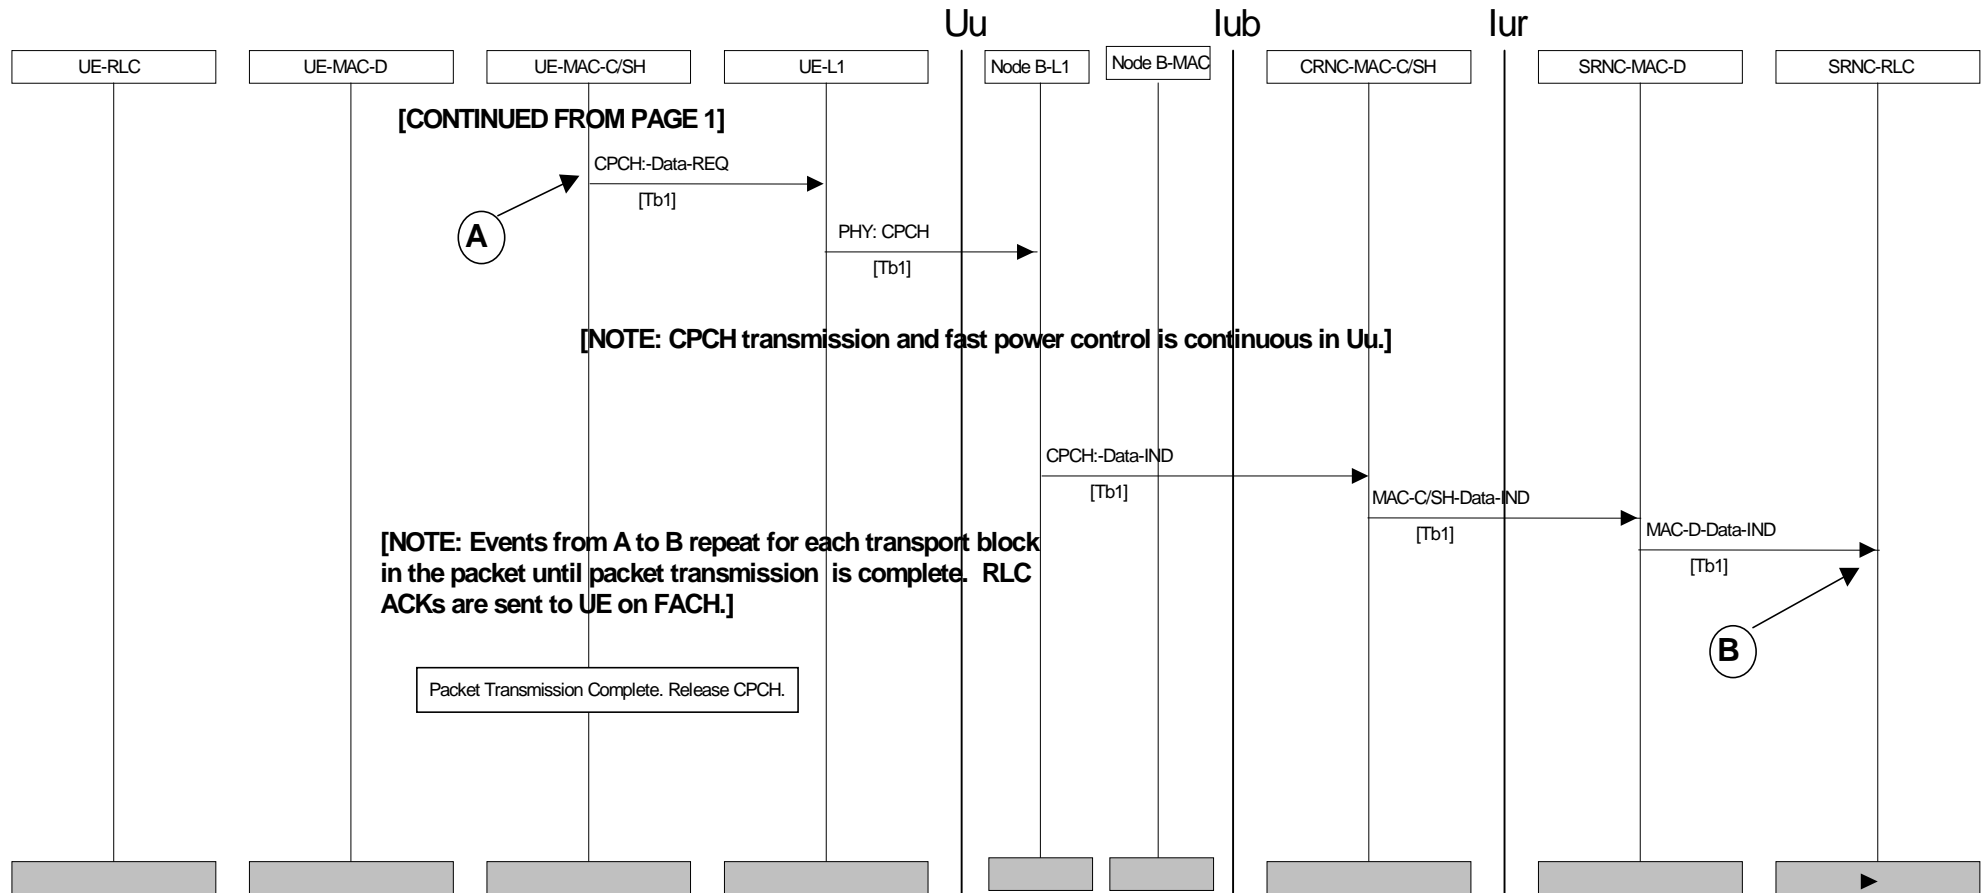 Uu Iub Iur
UE-RLC UE-MAC-D UE-MAC-C/SH UE-L1 Node B-L1 Node B-MAC CRNC-MAC-C/SH SRNC-MAC-D SRNC-RLC
[CONTINUED FROM PAGE 1]
CPCH:-Data-REQ
[Tb1]
A
PHY: CPCH
[Tb1]
[NOTE: CPCH transmission and fast power control is continuous in Uu.]
CPCH:-Data-IND
[Tb1]
MAC-C/SH-Data-IND
[Tb1]
MAC-D-Data-IND
[Tb1]
[NOTE: Events from A to B repeat for each transport block
in the packet until packet transmission is complete. RLC
ACKs are sent to UE on FACH.]
B
Packet Transmission Complete. Release CPCH.